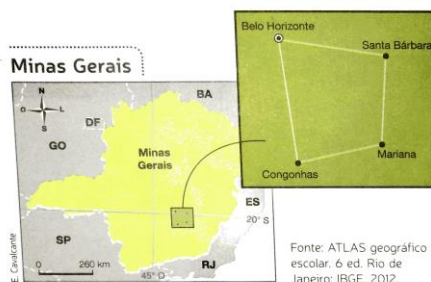 Minas Gerais
N
O
L
S
BA
DF
GO
Minas
Gerais
ES
20° S
SP
RJ
0
260 km
45° O
E. Cavalcante
Belo Horizonte
Santa Bárbara
Mariana
Congonhas
Fonte: ATLAS geográfico
escolar. 6 ed. Rio de
Janeiro: IBGE, 2012.